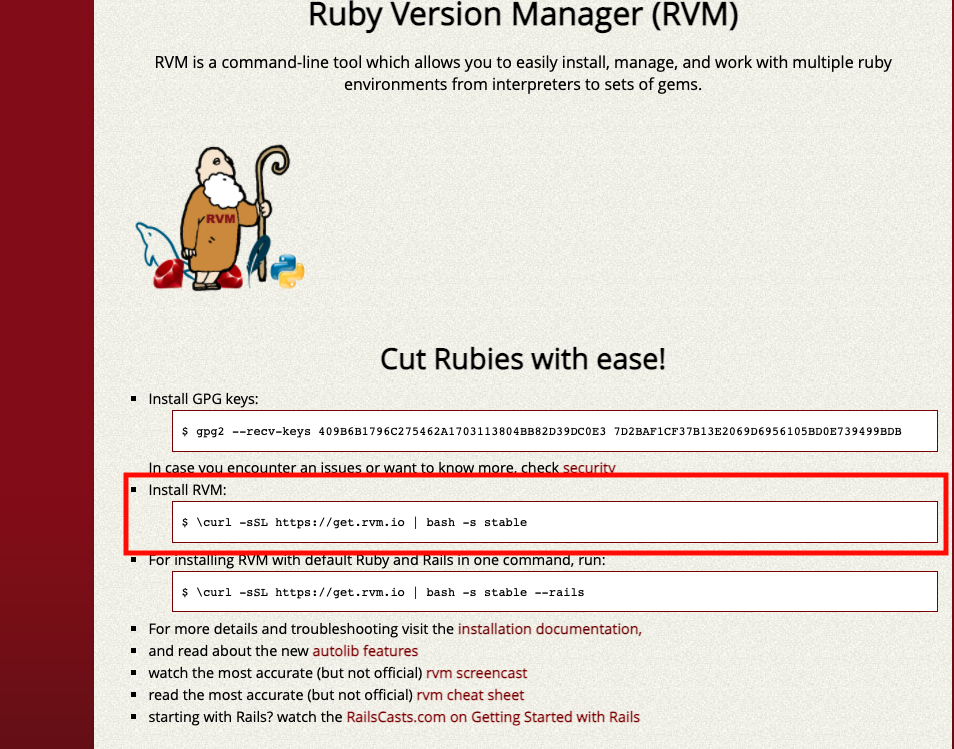 Ruby Version Manager (RVM)
RVM is a command-line tool which allows you to easily install, manage, and work with multiple ruby
environments from interpreters to sets of gems.
RVM
Cut Rubies with ease!
Install GPG keys:
$ gpg2 --recv-keys 409B6B1796C275462A1703113804BB82D39DC0E3 7D2BAF1CF37B13E2069D6956105BD0E739499BDB
In case you encounter an issues or want to know more, check security
Install RVM:
$ \curl -sSL https://get.rvm.io | bash -s stable
For installing RVM with default Ruby and Rails in one command, run:
$ \curl -sSL https://get.rvm.io | bash -s stable --rails
For more details and troubleshooting visit the installation documentation,
and read about the new autolib features
watch the most accurate (but not official) rvm screencast
read the most accurate (but not official) rvm cheat sheet
starting with Rails? watch the RailsCasts.com on Getting Started with Rails